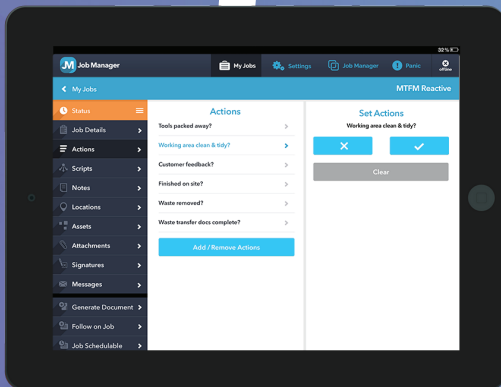 32%
Job Manager
My Jobs
Settings
Job Manager
Panic
offline
My Jobs
MTFM Reactive
Status
Job Details
Actions
Scripts
Notes
Locations
Assets
Attachments
Signatures
Messages
Generate Document
Follow on Job
Job Schedulable
Actions
Tools packed away?
Working area clean & tidy?
Customer feedback?
Finished on site?
Waste removed?
Waste transfer docs complete?
Add / Remove Actions
Set Actions
Working area clean & tidy?
Clear